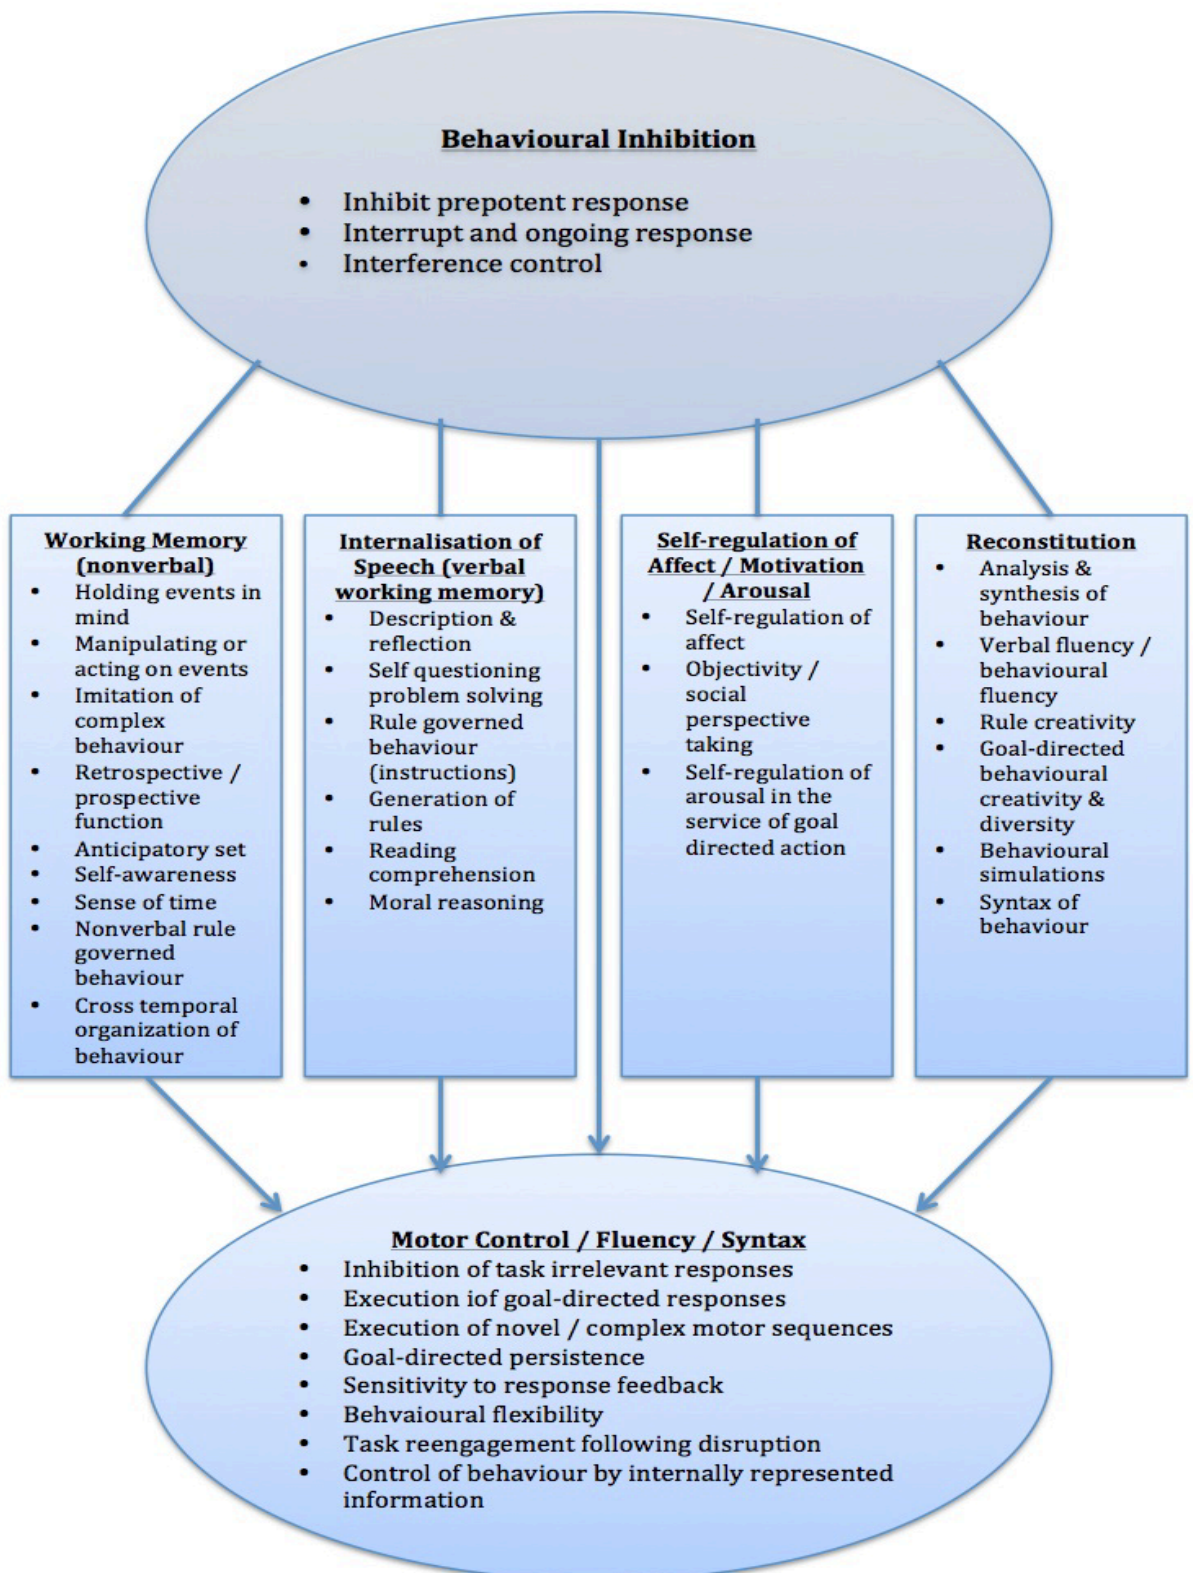 Behavioural Inhibition
• Inhibit prepotent response
• Interrupt and ongoing response
• Interference control
Working Memory
(nonverbal)
• Holding events in
mind
• Manipulating or
acting on events
• Imitation of
complex
behaviour
• Retrospective /
prospective
function
• Anticipatory set
• Self-awareness
• Sense of time
• Nonverbal rule
governed
behaviour
• Cross temporal
organization of
behaviour
Internalisation of
Speech (verbal
working memory)
• Description &
reflection
• Self questioning
problem solving
• Rule governed
behaviour
(instructions)
• Generation of
rules
• Reading
comprehension
• Moral reasoning
Self-regulation of
Affect / Motivation
/ Arousal
• Self-regulation of
affect
• Objectivity /
social
perspective
taking
• Self-regulation of
arousal in the
service of goal
directed action
Reconstitution
• Analysis &
synthesis of
behaviour
• Verbal fluency /
behavioural
fluency
• Rule creativity
• Goal-directed
behavioural
creativity &
diversity
• Behavioural
simulations
• Syntax of
behaviour
Motor Control / Fluency / Syntax
• Inhibition of task irrelevant responses
• Execution iof goal-directed responses
• Execution of novel / complex motor sequences
• Goal-directed persistence
• Sensitivity to response feedback
• Behvaioural flexibility
• Task reengagement following disruption
• Control of behaviour by internally represented
information